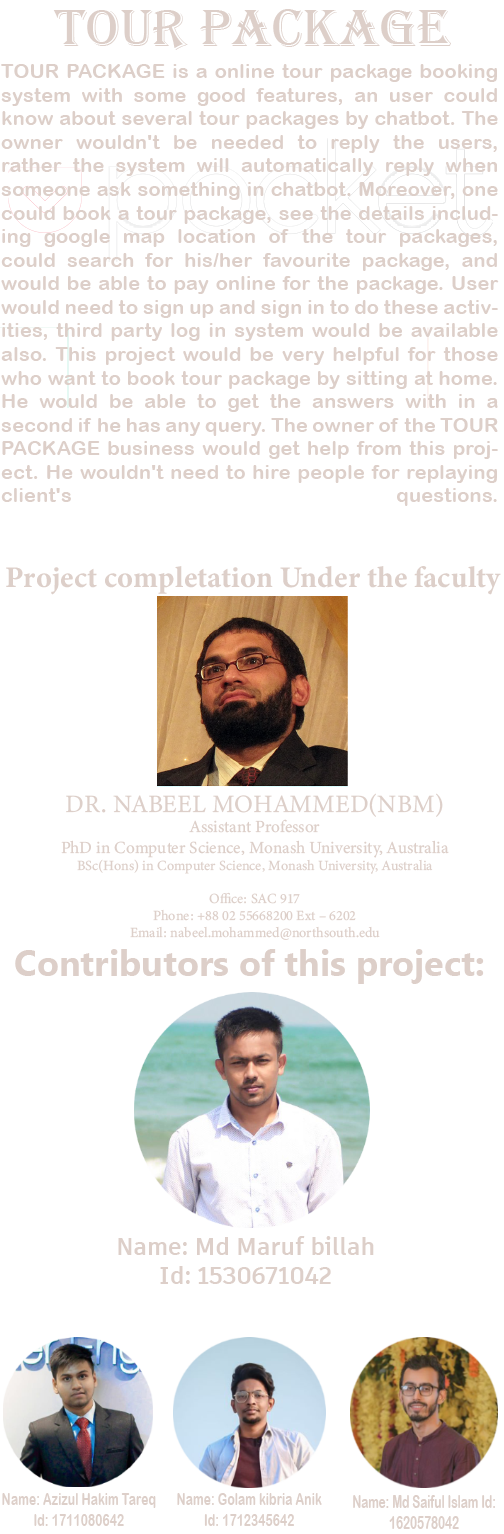 TOUR PACKAGE
TOUR PACKAGE is a online tour package booking
system with some good features, an user could
know about several tour packages by chatbot. The
owner wouldn't be needed to reply the users,
rather the system will automatically reply when
someone ask something in chatbot. Moreover, one
could book a tour package, see the details includ-
ing google map location of the tour packages,
could search for his/her favourite package, and
would be able to pay online for the package. User
would need to sign up and sign in to do these activ-
ities, third party log in system would be available
also. This project would be very helpful for those
who want to book tour package by sitting at home.
He would be able to get the answers with in a
second if he has any query. The owner of the TOUR
PACKAGE business would get help from this proj-
ect. He wouldn't need to hire people for replaying
client's questions.
Project completation Under the faculty
DR. NABEEL MOHAMMED(NBM)
Assistant Professor
PhD in Computer Science, Monash University, Australia
BSc(Hons) in Computer Science, Monash University, Australia
Office: SAC 917
Phone: +88 02 55668200 Ext – 6202
Email: nabeel.mohammed@northsouth.edu
Contributors of this project:
Name: Md Maruf billah
Id: 1530671042
Name: Azizul Hakim Tareq
Id: 1711080642
Name: Golam kibria Anik
Id: 1712345642
Name: Md Saiful Islam Id:
1620578042